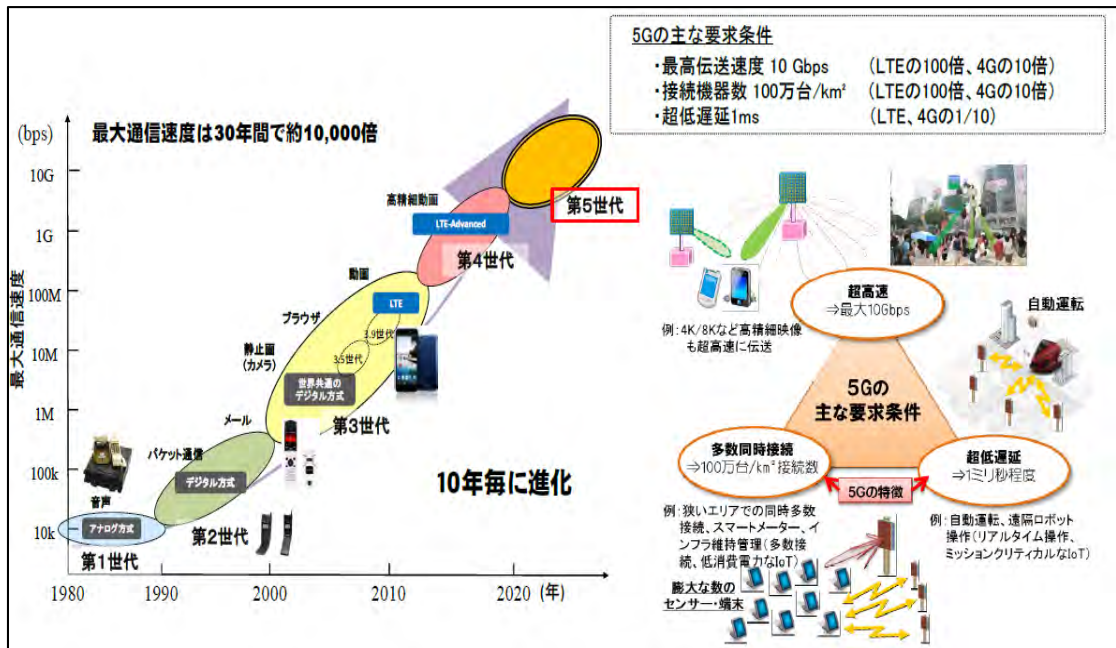 5Gの主な要求条件
・最高伝送速度 10 Gbps (LTEの100倍、4Gの10倍)
・接続機器数 100万台/km² (LTEの100倍、4Gの10倍)
・超低遅延1ms (LTE、4Gの1/10)
(bps)
最大通信速度は30年間で約10,000倍
最大通信速度
10G
1G
100M
10M
1M
100k
10k
1980
1990
2000
2010
2020
(年)
音声
アナログ方式
第1世代
パケット通信
メール
デジタル方式
第2世代
静止画
(カメラ)
ブラウザ
動画
LTE
3.9世代
3.5世代
世界共通の
デジタル方式
第3世代
高精細動画
LTE-Advanced
第4世代
第5世代
10年毎に進化
超高速
⇒最大10Gbps
例:4K/8Kなど高精細映像
も超高速に伝送
自動運転
5Gの
主な要求条件
多数同時接続
⇒100万台/km²接続数
5Gの特徴
超低遅延
⇒1ミリ秒程度
例:狭いエリアでの同時多数
接続、スマートメーター、イン
フラ維持管理(多数接
続、低消費電力なIoT)
例:自動運転、遠隔ロボット
操作(リアルタイム操作、
ミッションクリティカルなIoT)
膨大な数の
センサー・端末